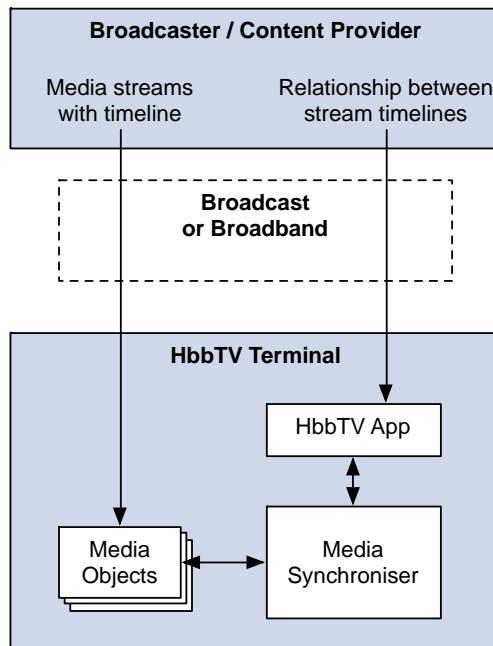 Broadcaster / Content Provider
Media streams
with timeline
Relationship between
stream timelines
Broadcast
or Broadband
HbbTV Terminal
HbbTV App
Media
Objects
Media
Synchroniser